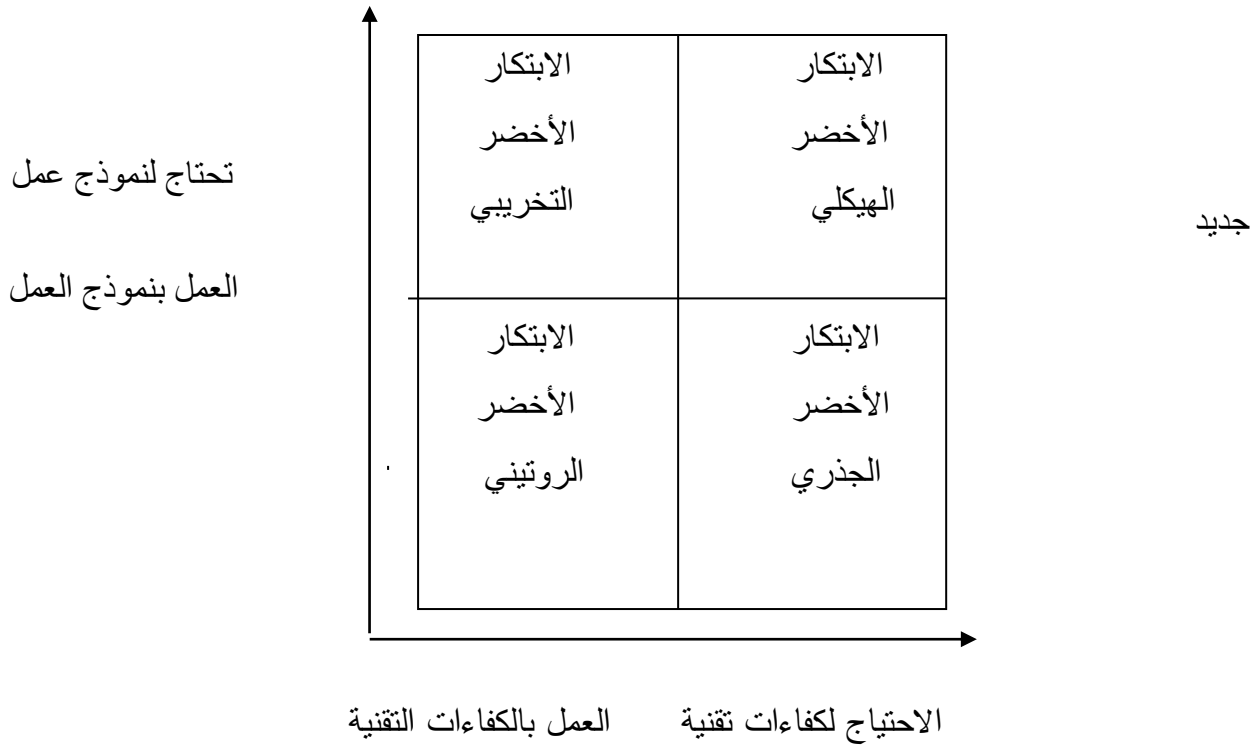 الابتكار
الأخضر
الهيكلي
الابتكار
الأخضر
التخريبي
تحتاج لنموذج عمل
جديد
العمل بنموذج العمل
الابتكار
الأخضر
الجذري
الابتكار
الأخضر
الروتيني
الاحتياج لكفاءات تقنية
العمل بالكفاءات التقنية